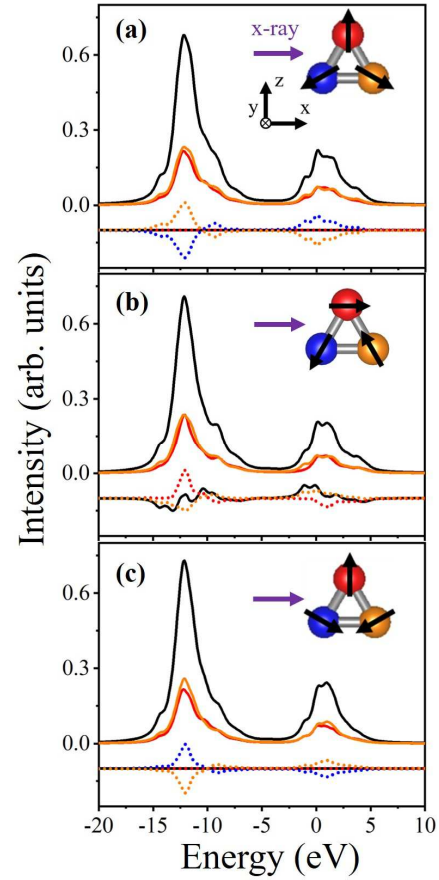 (a)
x-ray
z
y
x
0.6
0.3
0.0
(b)
0.6
0.3
0.0
(c)
0.6
0.3
0.0
-20 -15 -10 -5 0 5 10
Energy (eV)
Intensity (arb. units)